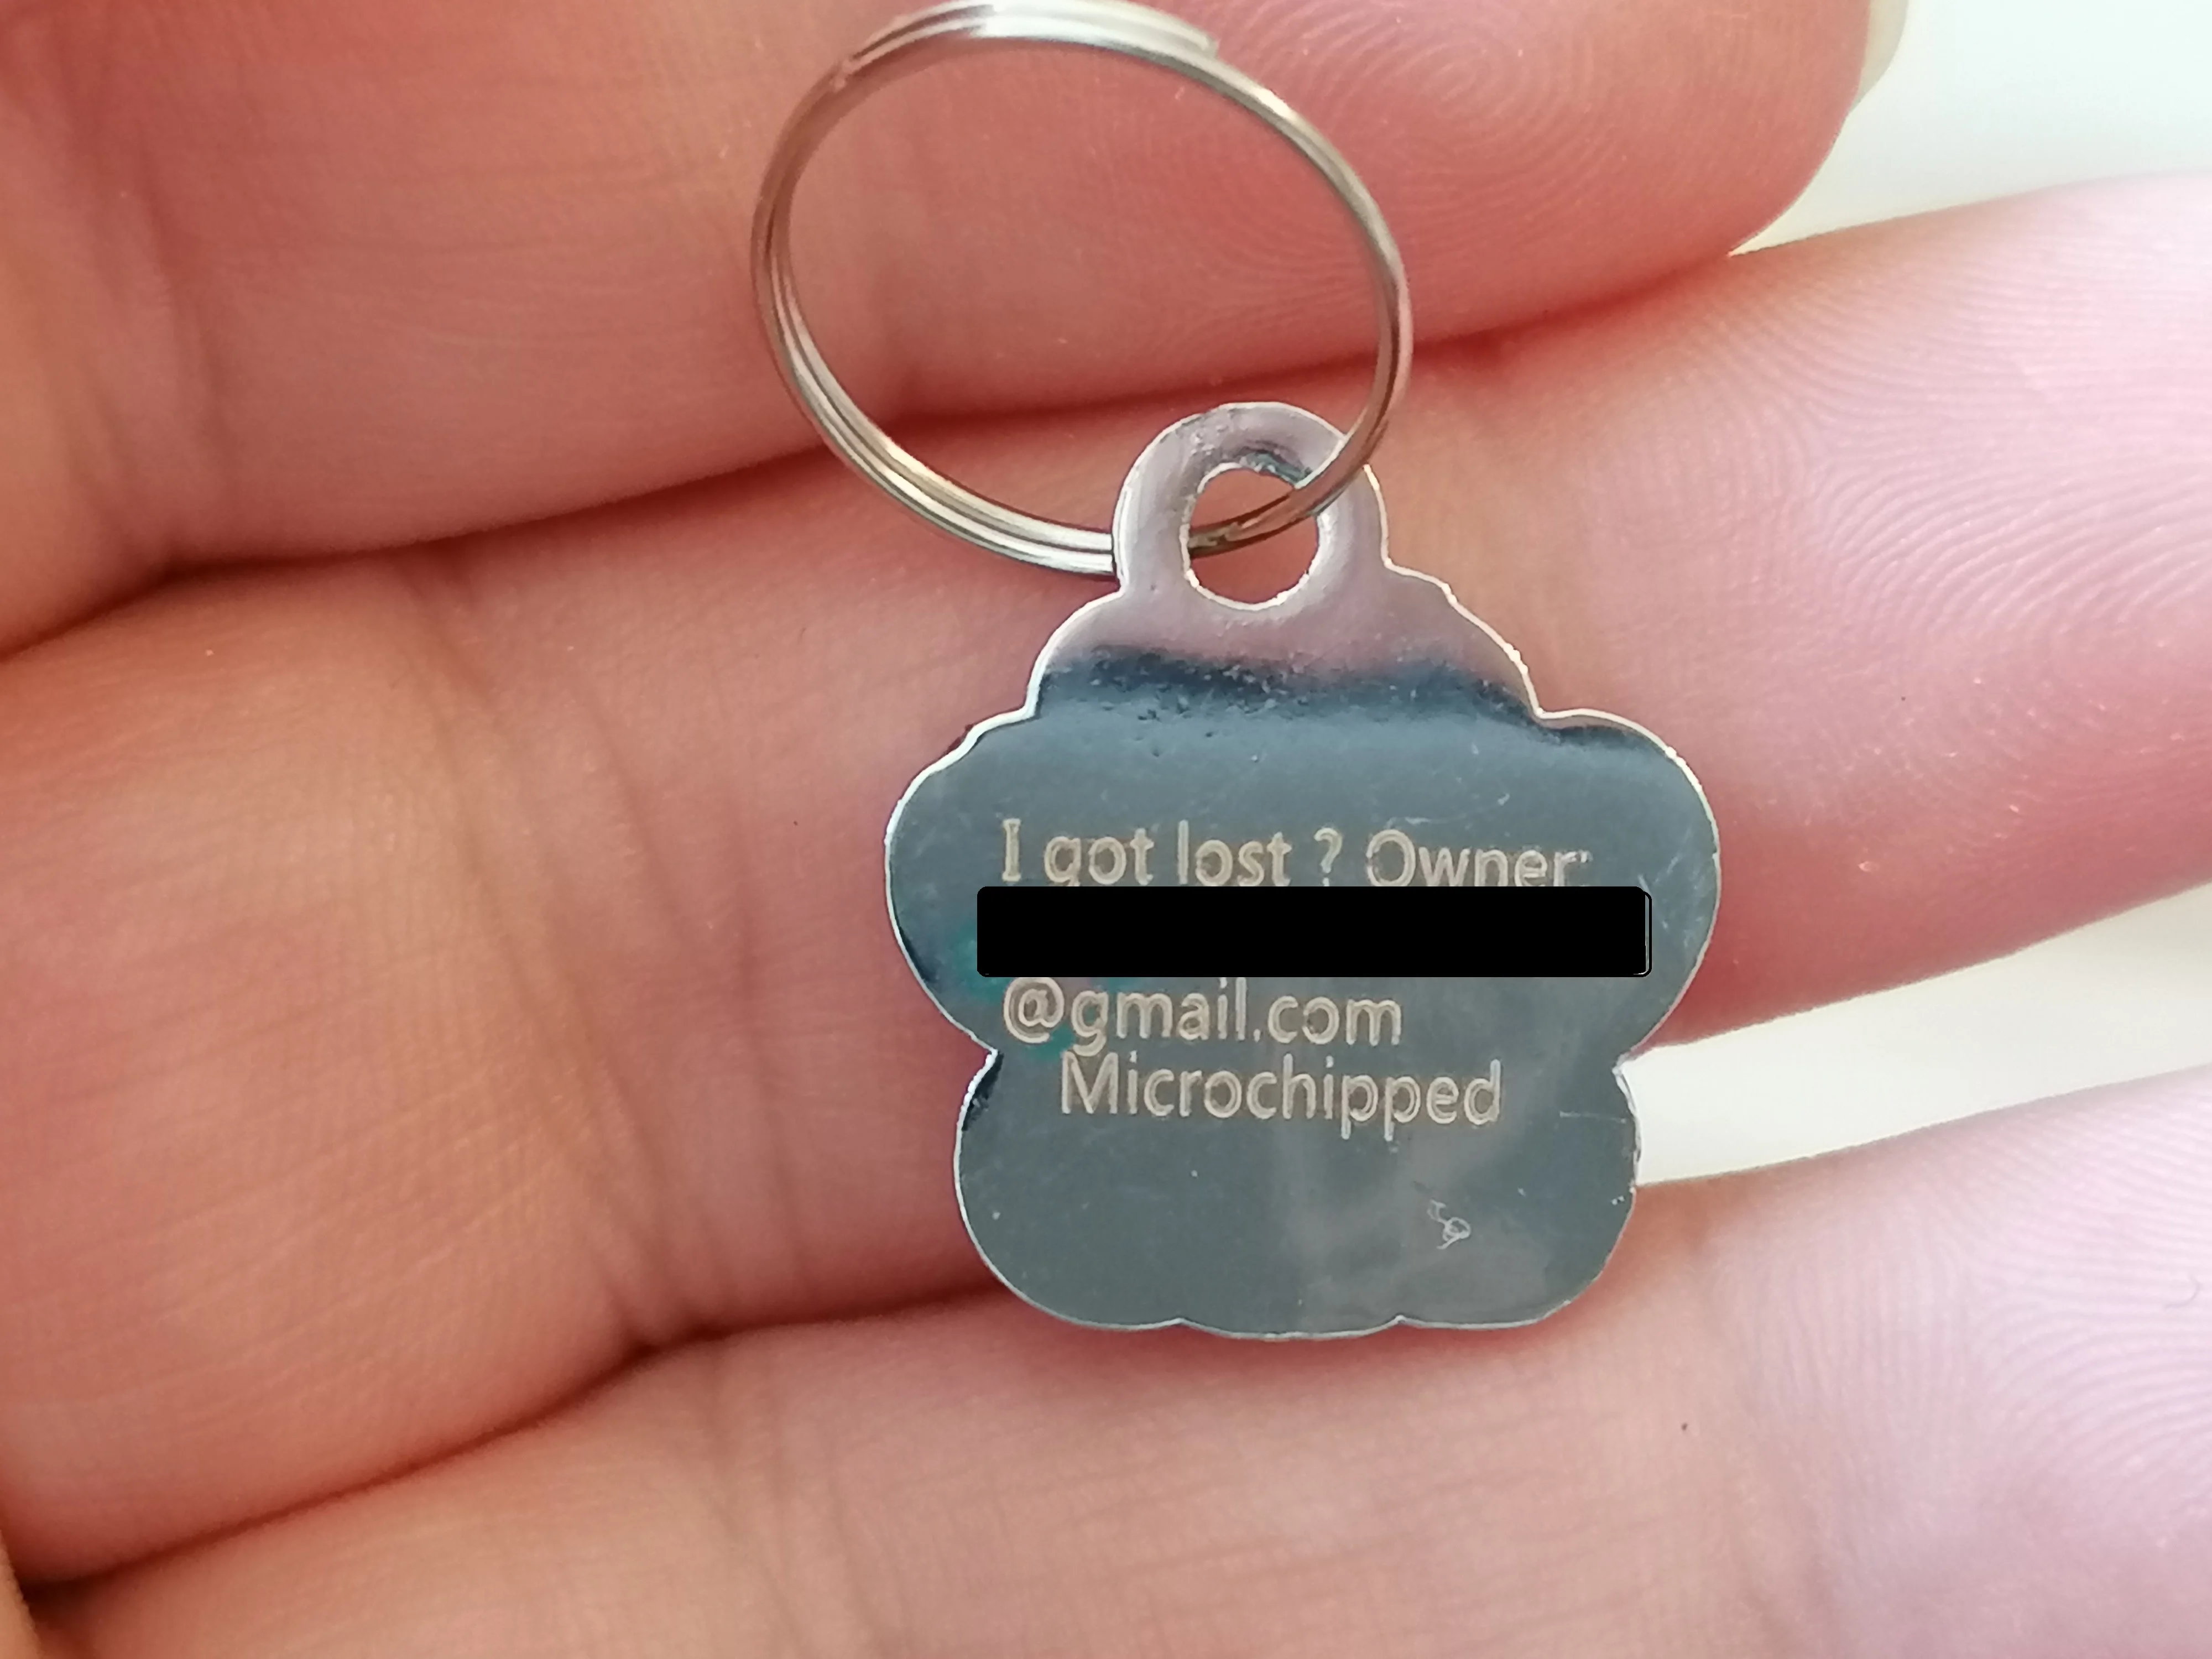 I got lost ? Owner:
@gmail.com
Microchipped